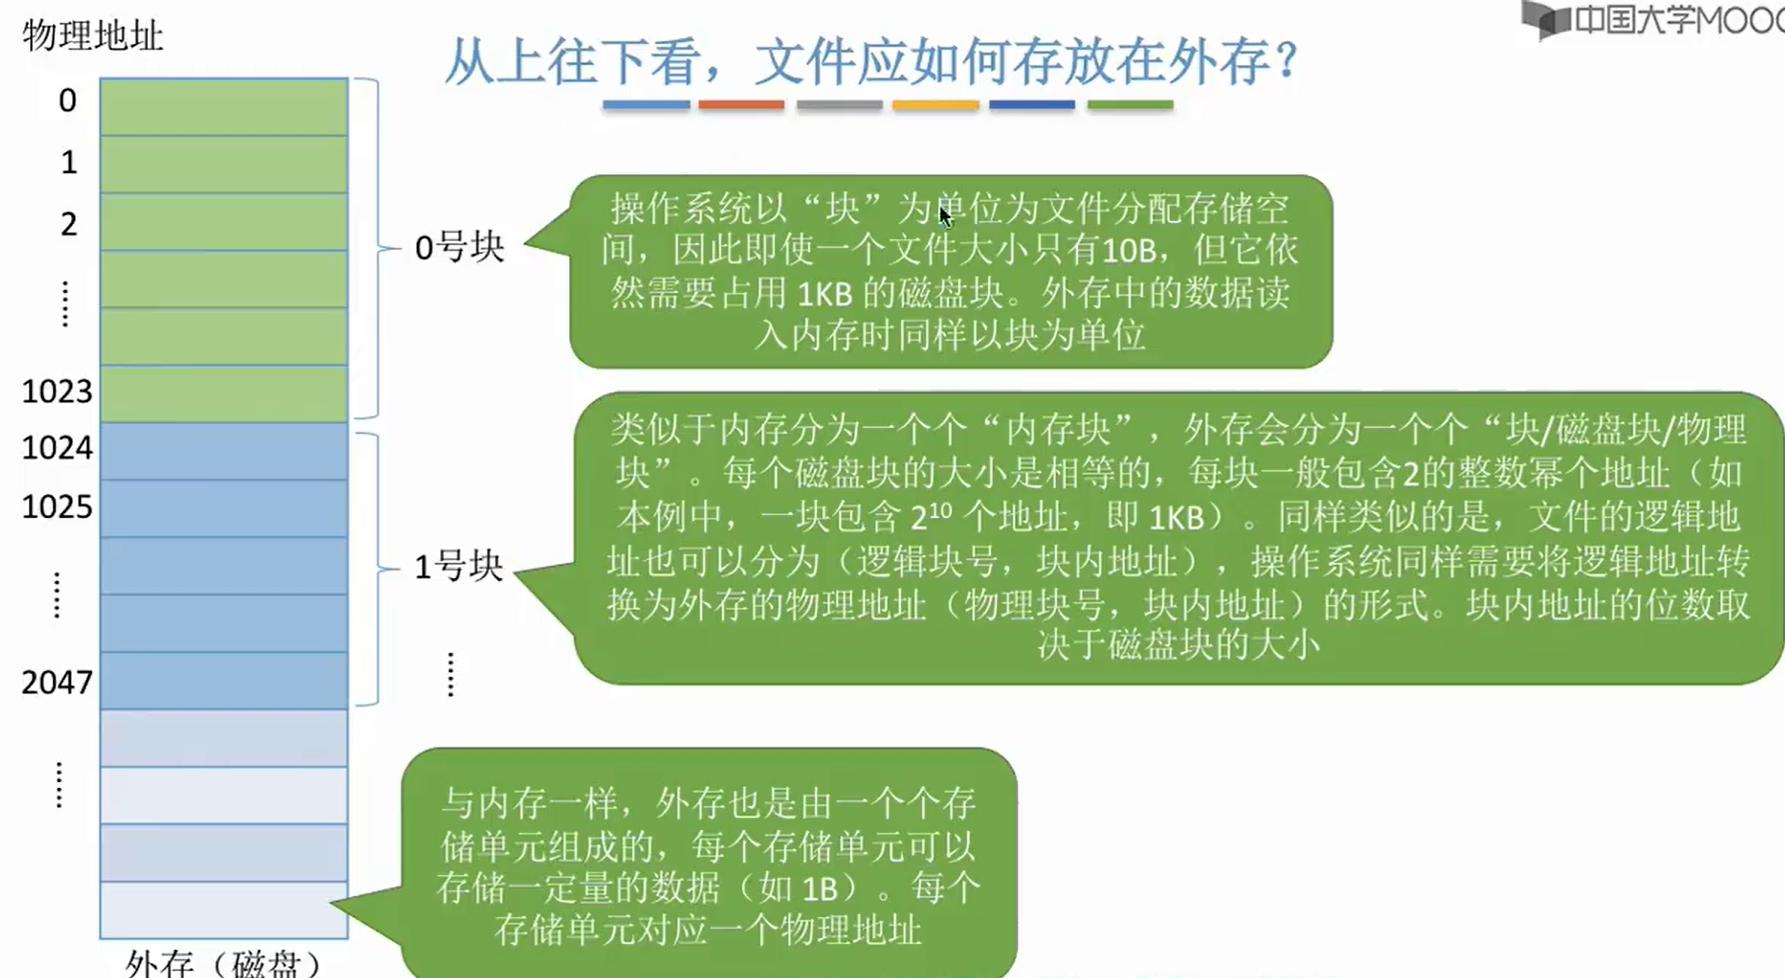 物理地址
中国大学MOOC
从上往下看，文件应如何存放在外存？
0
1
2
……
1023
1024
1025
……
2047
……
0号块
1号块
……
操作系统以“块”为单位为文件分配存储空
间，因此即使一个文件大小只有10B，但它依
然需要占用 1KB 的磁盘块。外存中的数据读
入内存时同样以块为单位
类似于内存分为一个个“内存块”，外存会分为一个个“块/磁盘块/物理
块”。每个磁盘块的大小是相等的，每块一般包含2的整数幂个地址（如
本例中，一块包含 2¹⁰ 个地址，即 1KB）。同样类似的是，文件的逻辑地
址也可以分为（逻辑块号，块内地址），操作系统同样需要将逻辑地址转
换为外存的物理地址（物理块号，块内地址）的形式。块内地址的位数取
决于磁盘块的大小
与内存一样，外存也是由一个个存
储单元组成的，每个存储单元可以
存储一定量的数据（如 1B）。每个
存储单元对应一个物理地址
外存（磁盘）